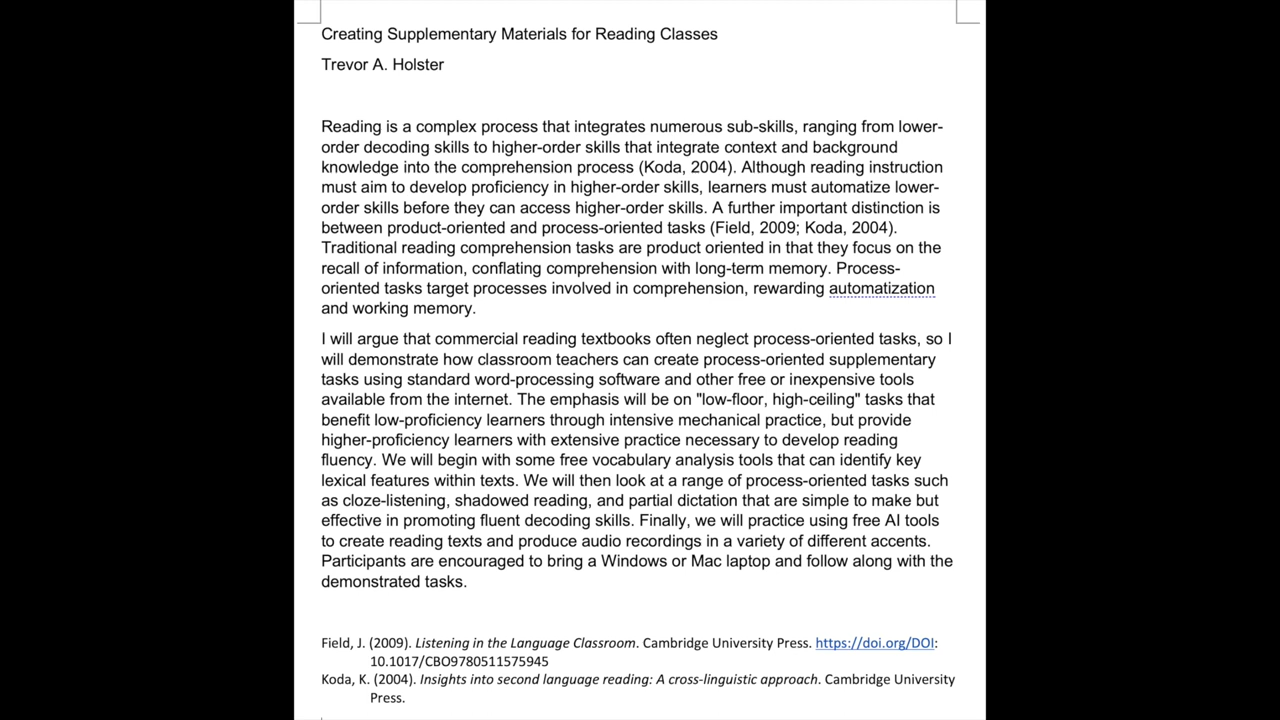 Creating Supplementary Materials for Reading Classes
Trevor A. Holster
Reading is a complex process that integrates numerous sub-skills, ranging from lower-
order decoding skills to higher-order skills that integrate context and background
knowledge into the comprehension process (Koda, 2004). Although reading instruction
must aim to develop proficiency in higher-order skills, learners must automatize lower-
order skills before they can access higher-order skills. A further important distinction is
between product-oriented and process-oriented tasks (Field, 2009; Koda, 2004).
Traditional reading comprehension tasks are product oriented in that they focus on the
recall of information, conflating comprehension with long-term memory. Process-
oriented tasks target processes involved in comprehension, rewarding automatization
and working memory.
I will argue that commercial reading textbooks often neglect process-oriented tasks, so I
will demonstrate how classroom teachers can create process-oriented supplementary
tasks using standard word-processing software and other free or inexpensive tools
available from the internet. The emphasis will be on "low-floor, high-ceiling" tasks that
benefit low-proficiency learners through intensive mechanical practice, but provide
higher-proficiency learners with extensive practice necessary to develop reading
fluency. We will begin with some free vocabulary analysis tools that can identify key
lexical features within texts. We will then look at a range of process-oriented tasks such
as cloze-listening, shadowed reading, and partial dictation that are simple to make but
effective in promoting fluent decoding skills. Finally, we will practice using free AI tools
to create reading texts and produce audio recordings in a variety of different accents.
Participants are encouraged to bring a Windows or Mac laptop and follow along with the
demonstrated tasks.
Field, J. (2009). Listening in the Language Classroom. Cambridge University Press. https://doi.org/DOI:
10.1017/CBO9780511575945
Koda, K. (2004). Insights into second language reading: A cross-linguistic approach. Cambridge University
Press.